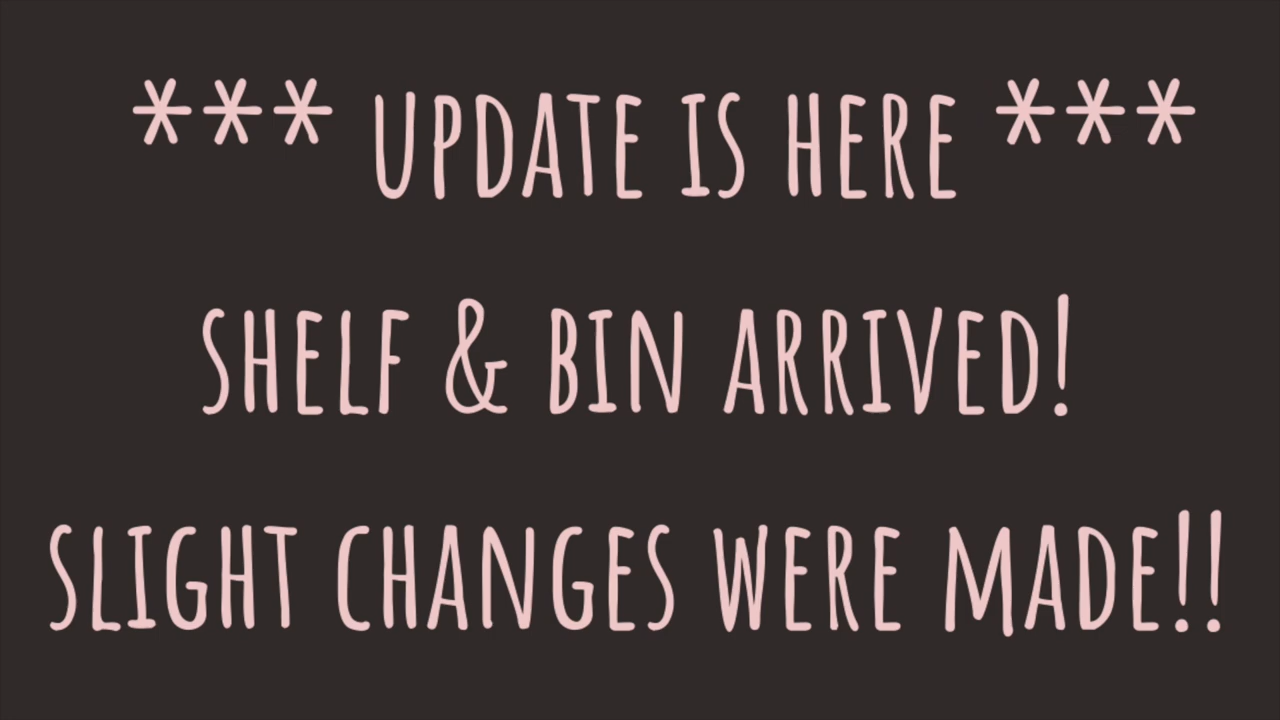 *** UPDATE IS HERE ***
SHELF & BIN ARRIVED!
SLIGHT CHANGES WERE MADE!!